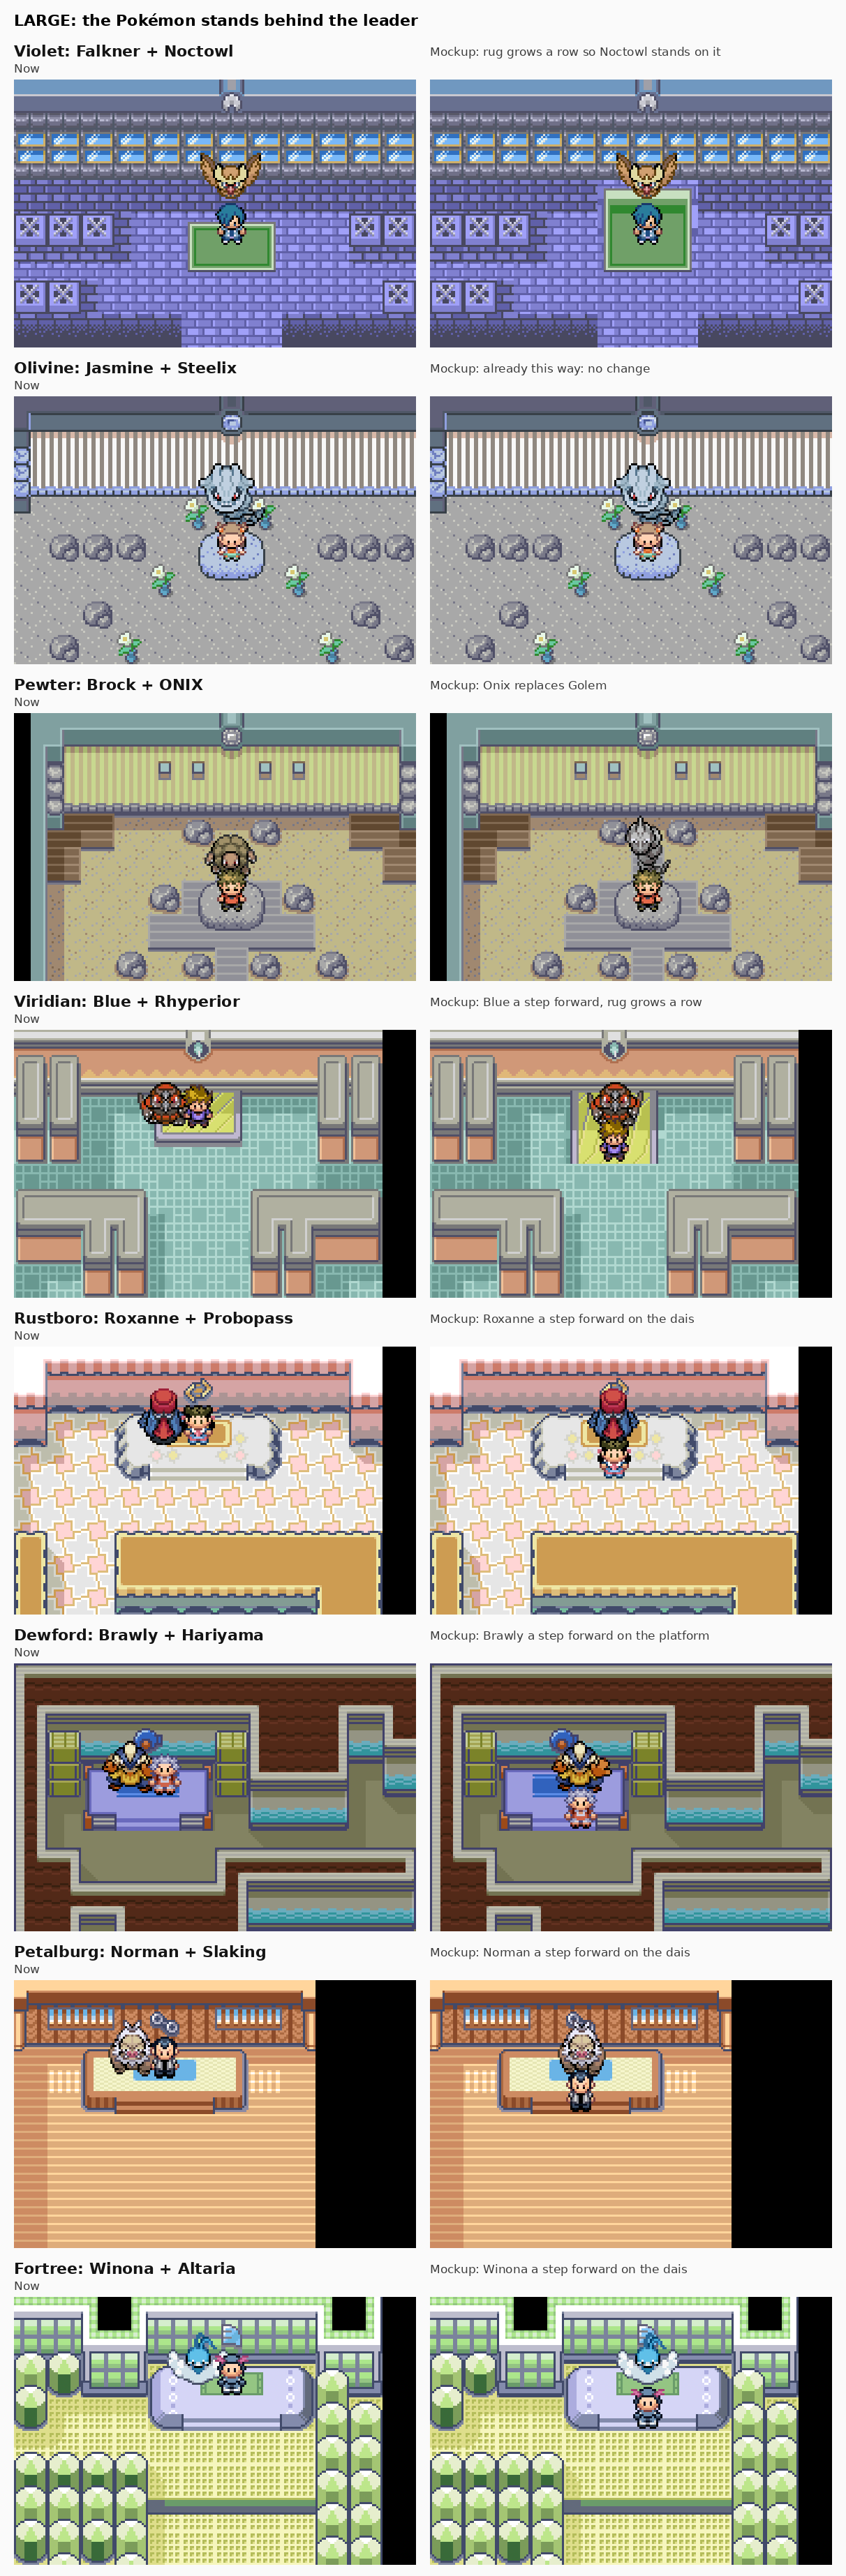 LARGE: the Pokémon stands behind the leader
Violet: Falkner + Noctowl
Mockup: rug grows a row so Noctowl stands on it
Now
Olivine: Jasmine + Steelix
Mockup: already this way: no change
Now
Pewter: Brock + ONIX
Mockup: Onix replaces Golem
Now
Viridian: Blue + Rhyperior
Mockup: Blue a step forward, rug grows a row
Now
Rustboro: Roxanne + Probopass
Mockup: Roxanne a step forward on the dais
Now
Dewford: Brawly + Hariyama
Mockup: Brawly a step forward on the platform
Now
Petalburg: Norman + Slaking
Mockup: Norman a step forward on the dais
Now
Fortree: Winona + Altaria
Mockup: Winona a step forward on the dais
Now